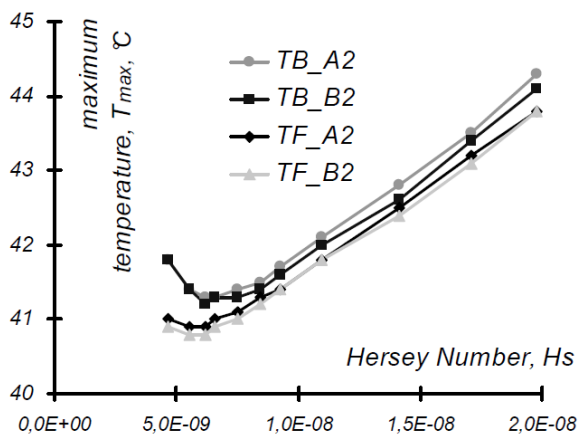 maximum
temperature, Tmax, °C
TB_A2
TB_B2
TF_A2
TF_B2
45
44
43
42
41
40
Hersey Number, Hs
0,0E+00 5,0E-09 1,0E-08 1,5E-08 2,0E-08